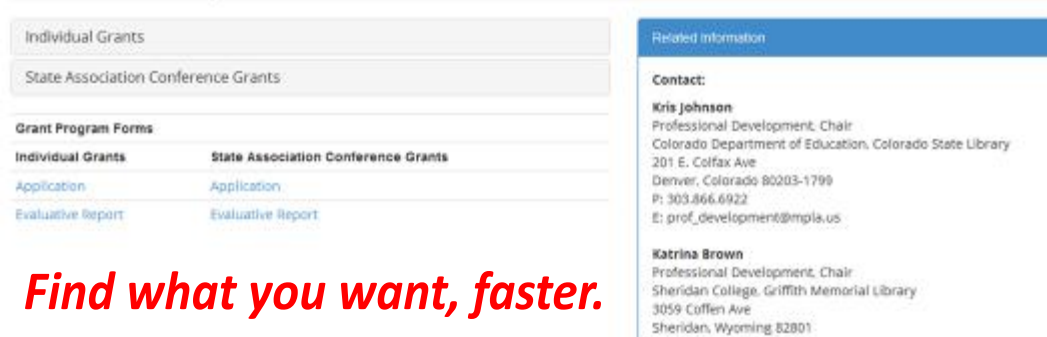 Individual Grants
State Association Conference Grants
Grant Program Forms
Individual Grants State Association Conference Grants
Application Application
Evaluative Report Evaluative Report
Find what you want, faster.
Related Information
Contact:
Kris Johnson
Professional Development, Chair
Colorado Department of Education, Colorado State Library
201 E. Colfax Ave
Denver, Colorado 80203-1799
P: 303.866.6922
E: prof_development@mpla.us
Katrina Brown
Professional Development, Chair
Sheridan College, Griffith Memorial Library
3059 Coffen Ave
Sheridan, Wyoming 82801